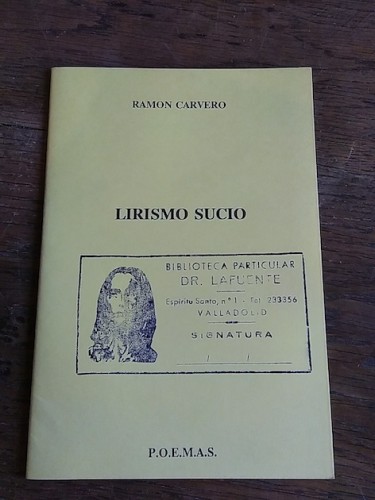 RAMON CARVERO
LIRISMO SUCIO
BIBLIOTECA PARTICULAR
DR. LAFUENTE
Espíritu Santo, nº 1 - Tel. 233356
VALLADOLID
SIGNATURA
/ /
P.O.E.M.A.S.